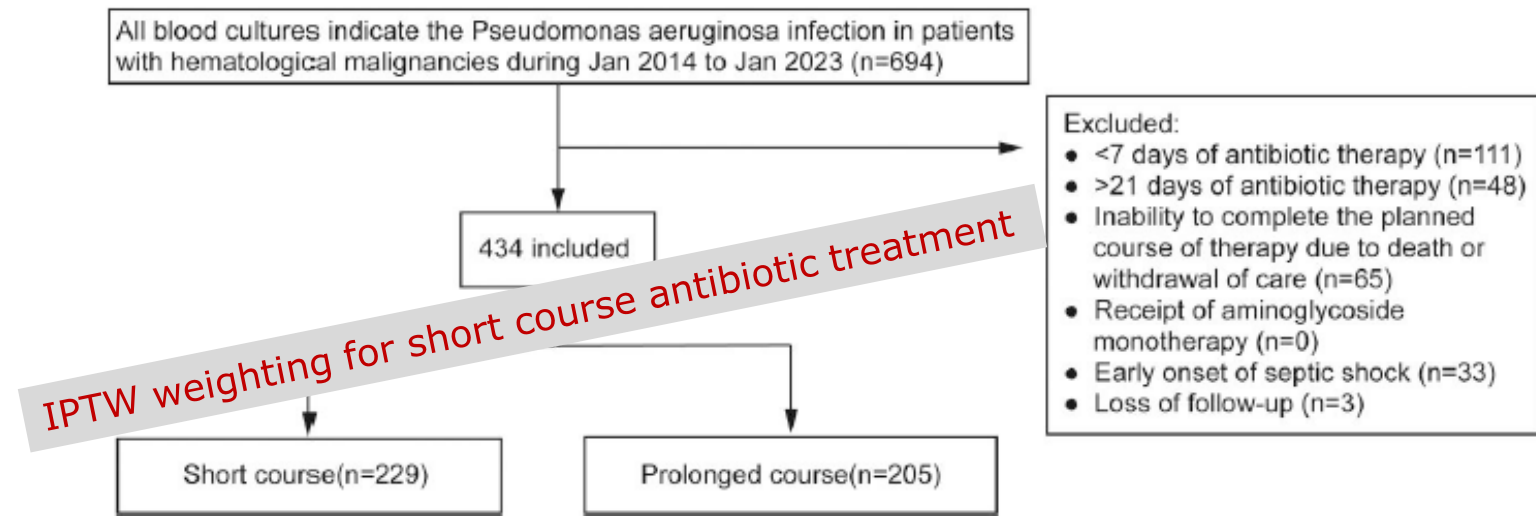 All blood cultures indicate the Pseudomonas aeruginosa infection in patients
with hematological malignancies during Jan 2014 to Jan 2023 (n=694)
Excluded:
● <7 days of antibiotic therapy (n=111)
● >21 days of antibiotic therapy (n=48)
● Inability to complete the planned
course of therapy due to death or
withdrawal of care (n=65)
● Receipt of aminoglycoside
monotherapy (n=0)
● Early onset of septic shock (n=33)
● Loss of follow-up (n=3)
434 included
IPTW weighting for short course antibiotic treatment
Short course(n=229)
Prolonged course(n=205)